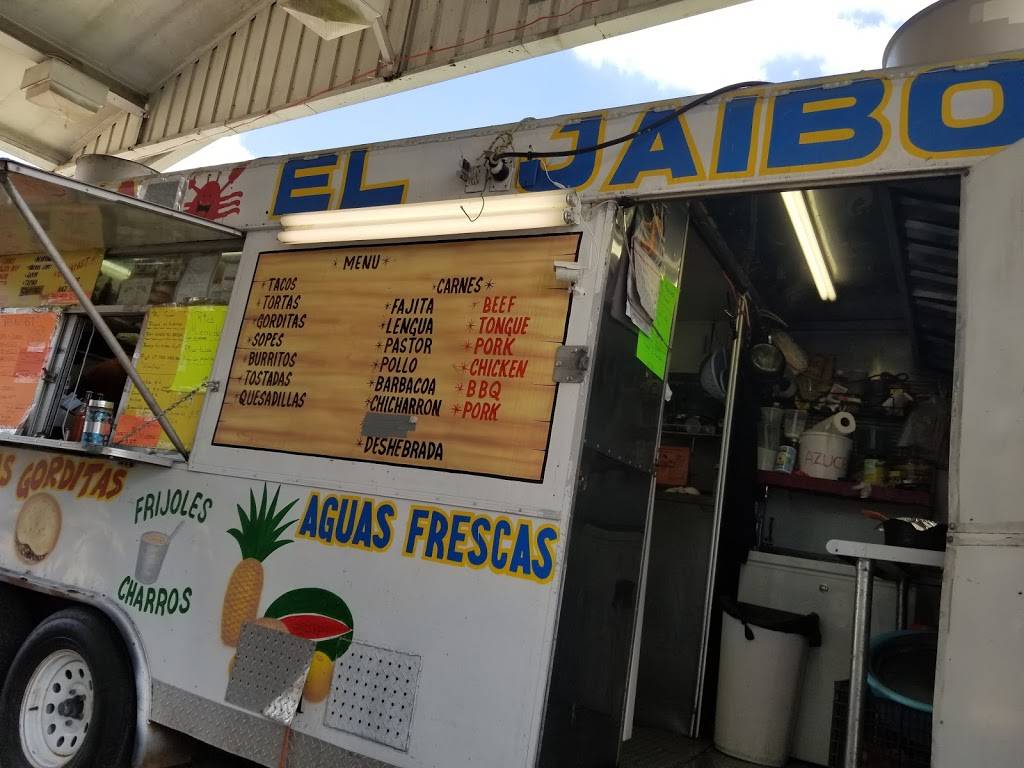 EL JAIBO
*MENU*
*TACOS
*TORTAS
*GORDITAS
*SOPES
*BURRITOS
*TOSTADAS
*QUESADILLAS
*CARNES*
*FAJITA *BEEF
*LENGUA *TONGUE
*PASTOR *PORK
*POLLO *CHICKEN
*BARBACOA *BBQ
*CHICHARRON *PORK
*DESHEBRADA
GORDITAS
FRIJOLES
CHARROS
AGUAS FRESCAS